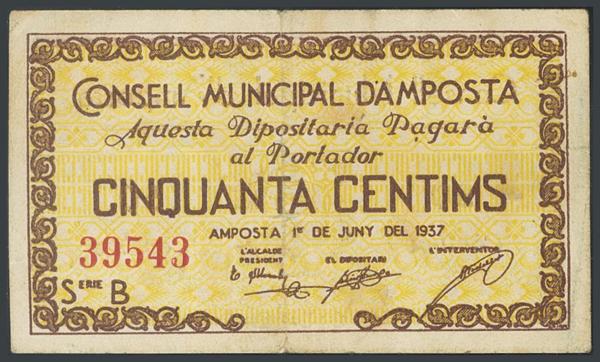 CONSELL MUNICIPAL D'AMPOSTA
Aquesta Dipositaria Pagarà
al Portador
CINQUANTA CENTIMS
AMPOSTA 1er DE JUNY DEL 1937
39543
L'ALCALDE PRESIDENT
EL DIPOSITARI
L'INTERVENTOR
SERIE B